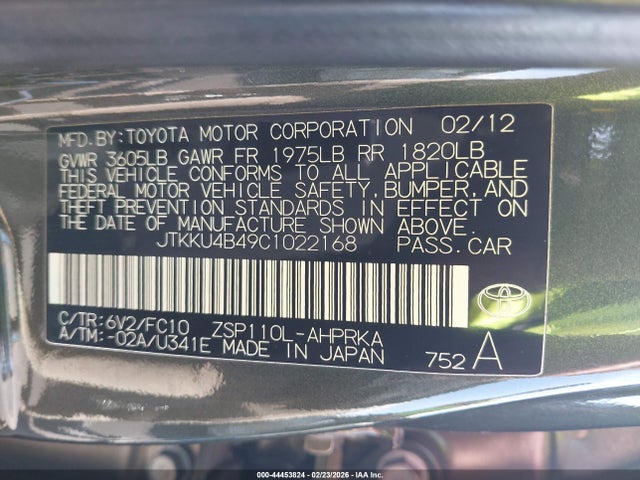 MFD.BY:TOYOTA MOTOR CORPORATION 02/12
GVWR 3605LB GAWR FR 1975LB RR 1820LB
THIS VEHICLE CONFORMS TO ALL APPLICABLE
FEDERAL MOTOR VEHICLE SAFETY, BUMPER, AND
THEFT PREVENTION STANDARDS IN EFFECT ON
THE DATE OF MANUFACTURE SHOWN ABOVE.
JTKKU4B49C1022168 PASS.CAR
C/TR:6V2/FC10 ZSP110L-AHPRKA
A/TM:-02A/U341E MADE IN JAPAN 752 A
000-44453824 | 02/23/2026 - IAA Inc.